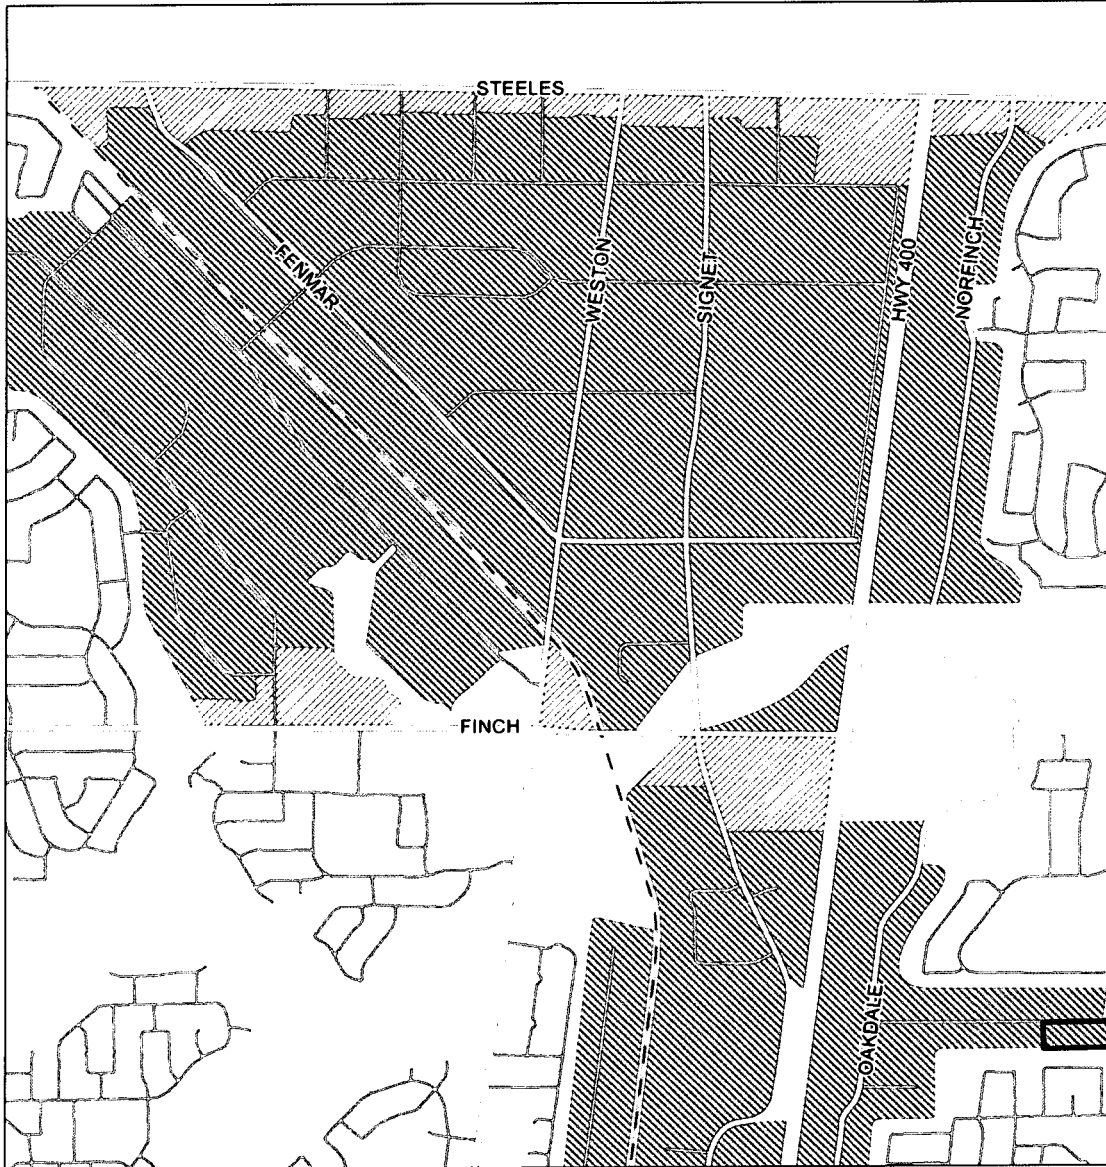 STEELES
FENMAR
WESTON
SIGNET
HWY 400
NORFINCH
FINCH
OAKDALE